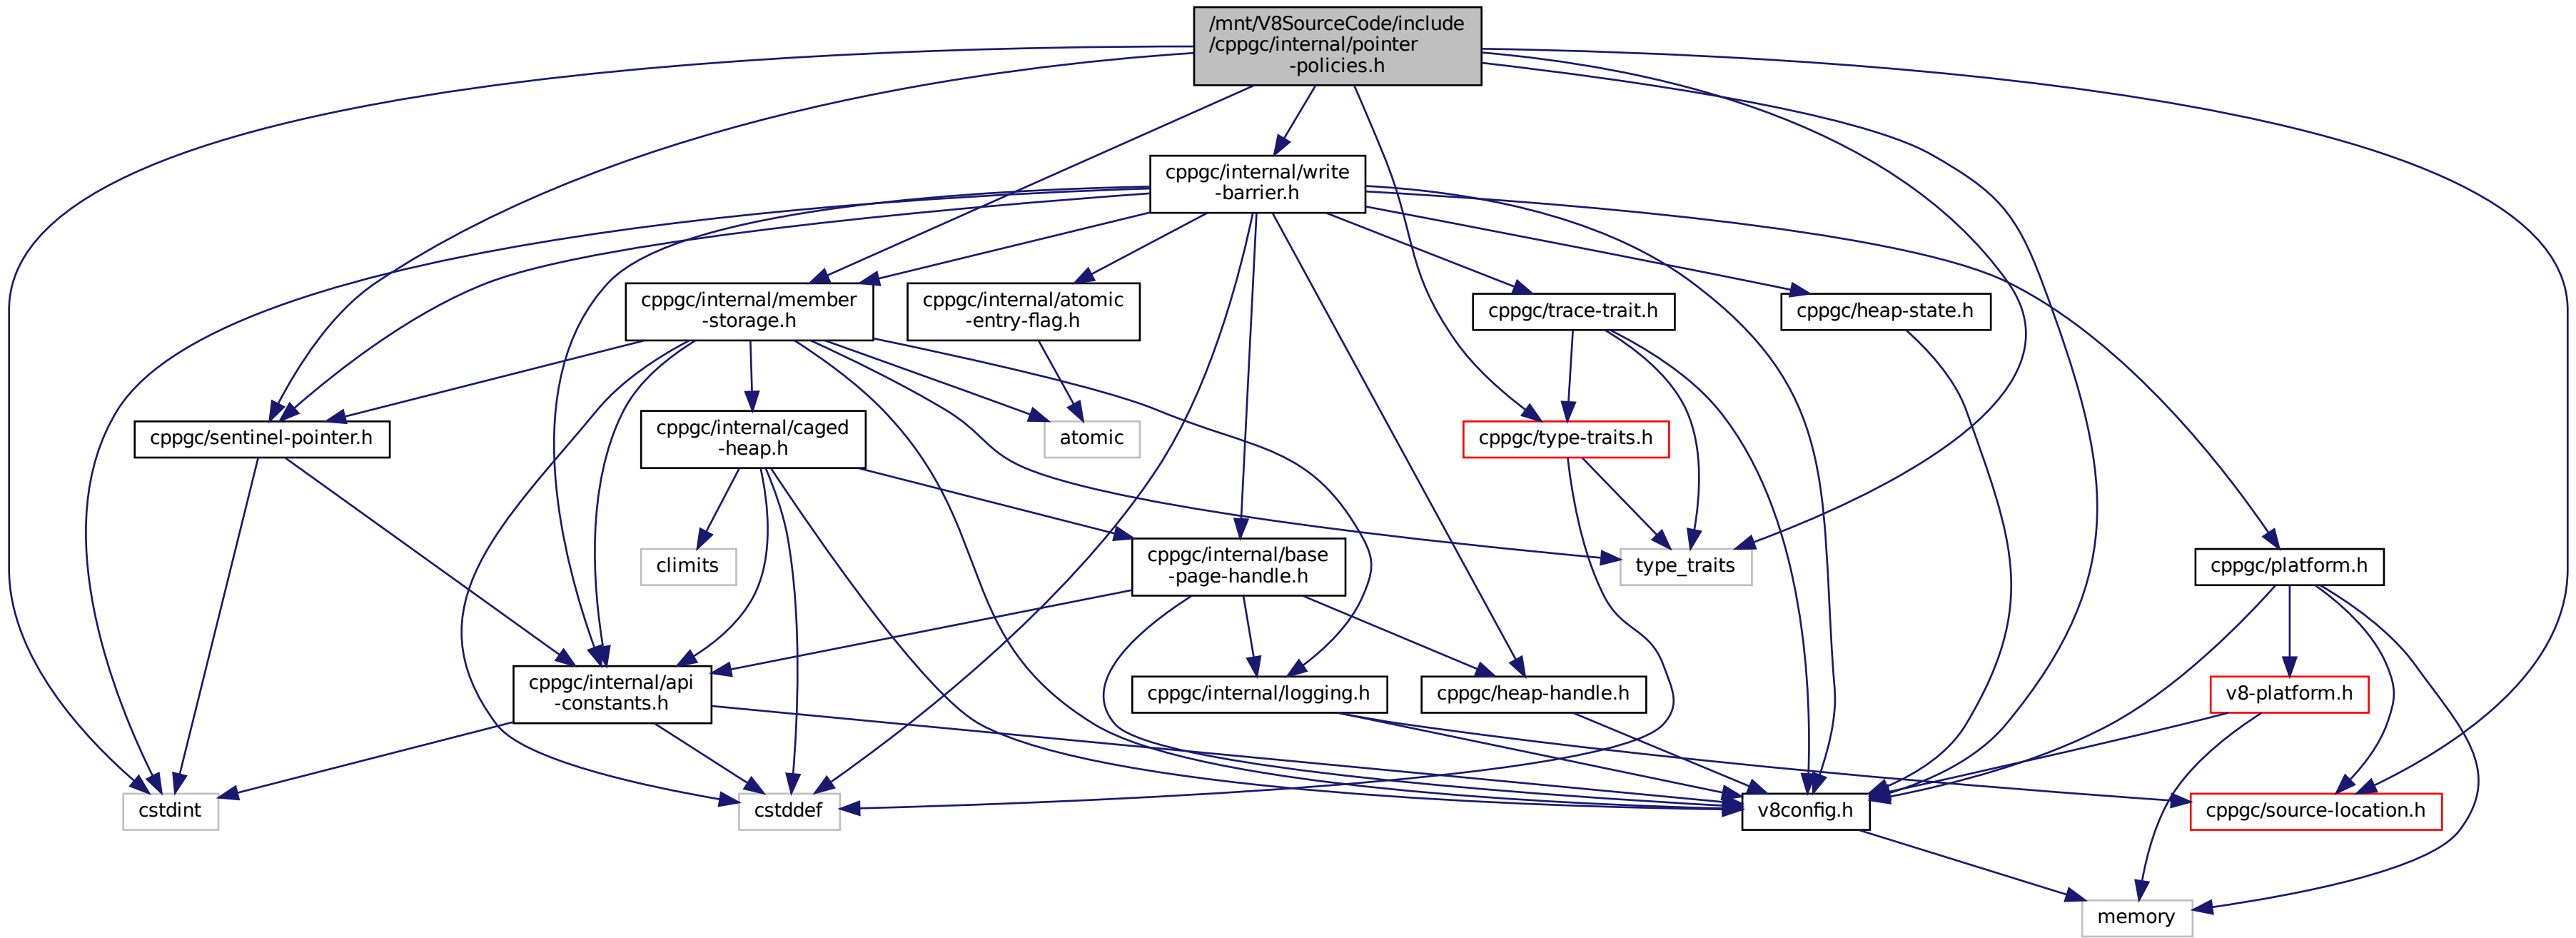 /mnt/V8SourceCode/include
/cppgc/internal/pointer
-policies.h
cppgc/internal/write
-barrier.h
cppgc/internal/member
-storage.h
cppgc/internal/atomic
-entry-flag.h
cppgc/trace-trait.h
cppgc/heap-state.h
cppgc/sentinel-pointer.h
cppgc/internal/caged
-heap.h
atomic
cppgc/type-traits.h
climits
cppgc/internal/base
-page-handle.h
type_traits
cppgc/platform.h
cppgc/internal/api
-constants.h
cppgc/internal/logging.h
cppgc/heap-handle.h
v8-platform.h
cstdint
cstddef
v8config.h
cppgc/source-location.h
memory